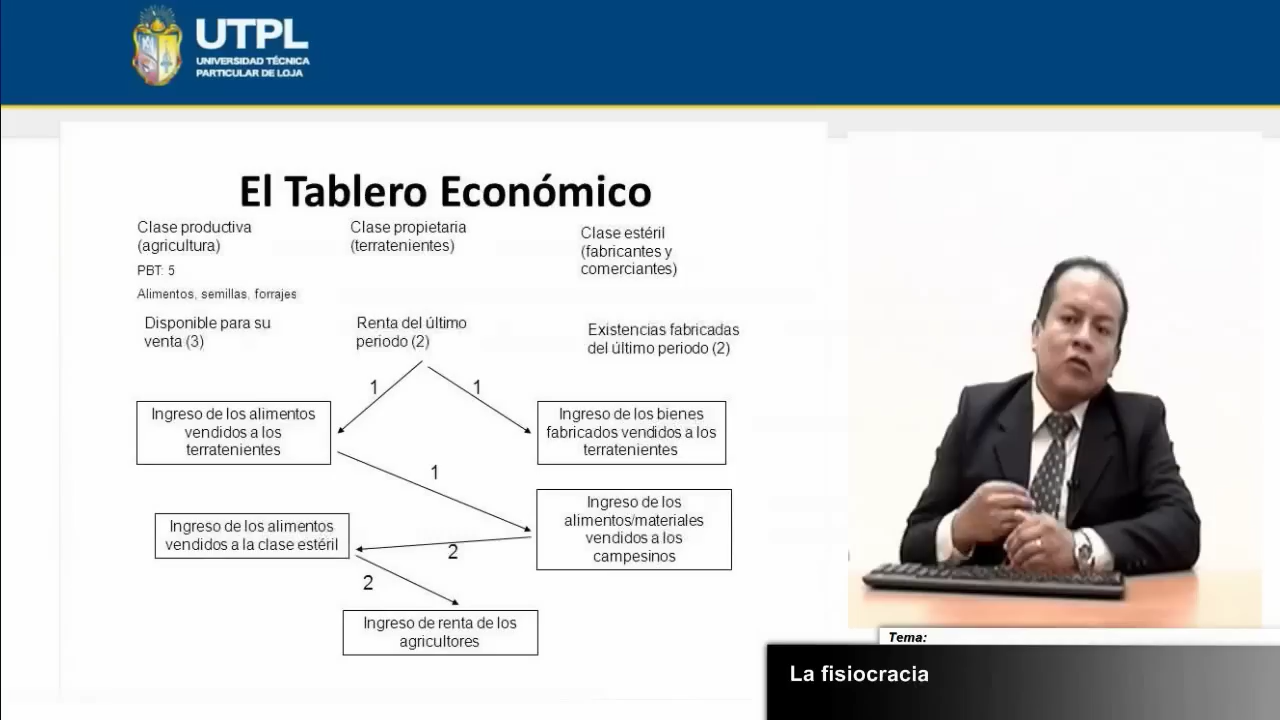 UTPL
UNIVERSIDAD TÉCNICA
PARTICULAR DE LOJA
El Tablero Económico
Clase productiva
(agricultura)
PBT: 5
Alimentos, semillas, forrajes
Clase propietaria
(terratenientes)
Clase estéril
(fabricantes y
comerciantes)
Disponible para su
venta (3)
Renta del último
periodo (2)
Existencias fabricadas
del último periodo (2)
1
1
Ingreso de los alimentos
vendidos a los
terratenientes
Ingreso de los bienes
fabricados vendidos a los
terratenientes
1
Ingreso de los
alimentos/materiales
vendidos a los
campesinos
Ingreso de los alimentos
vendidos a la clase estéril
2
2
Ingreso de renta de los
agricultores
Tema:
La fisiocracia